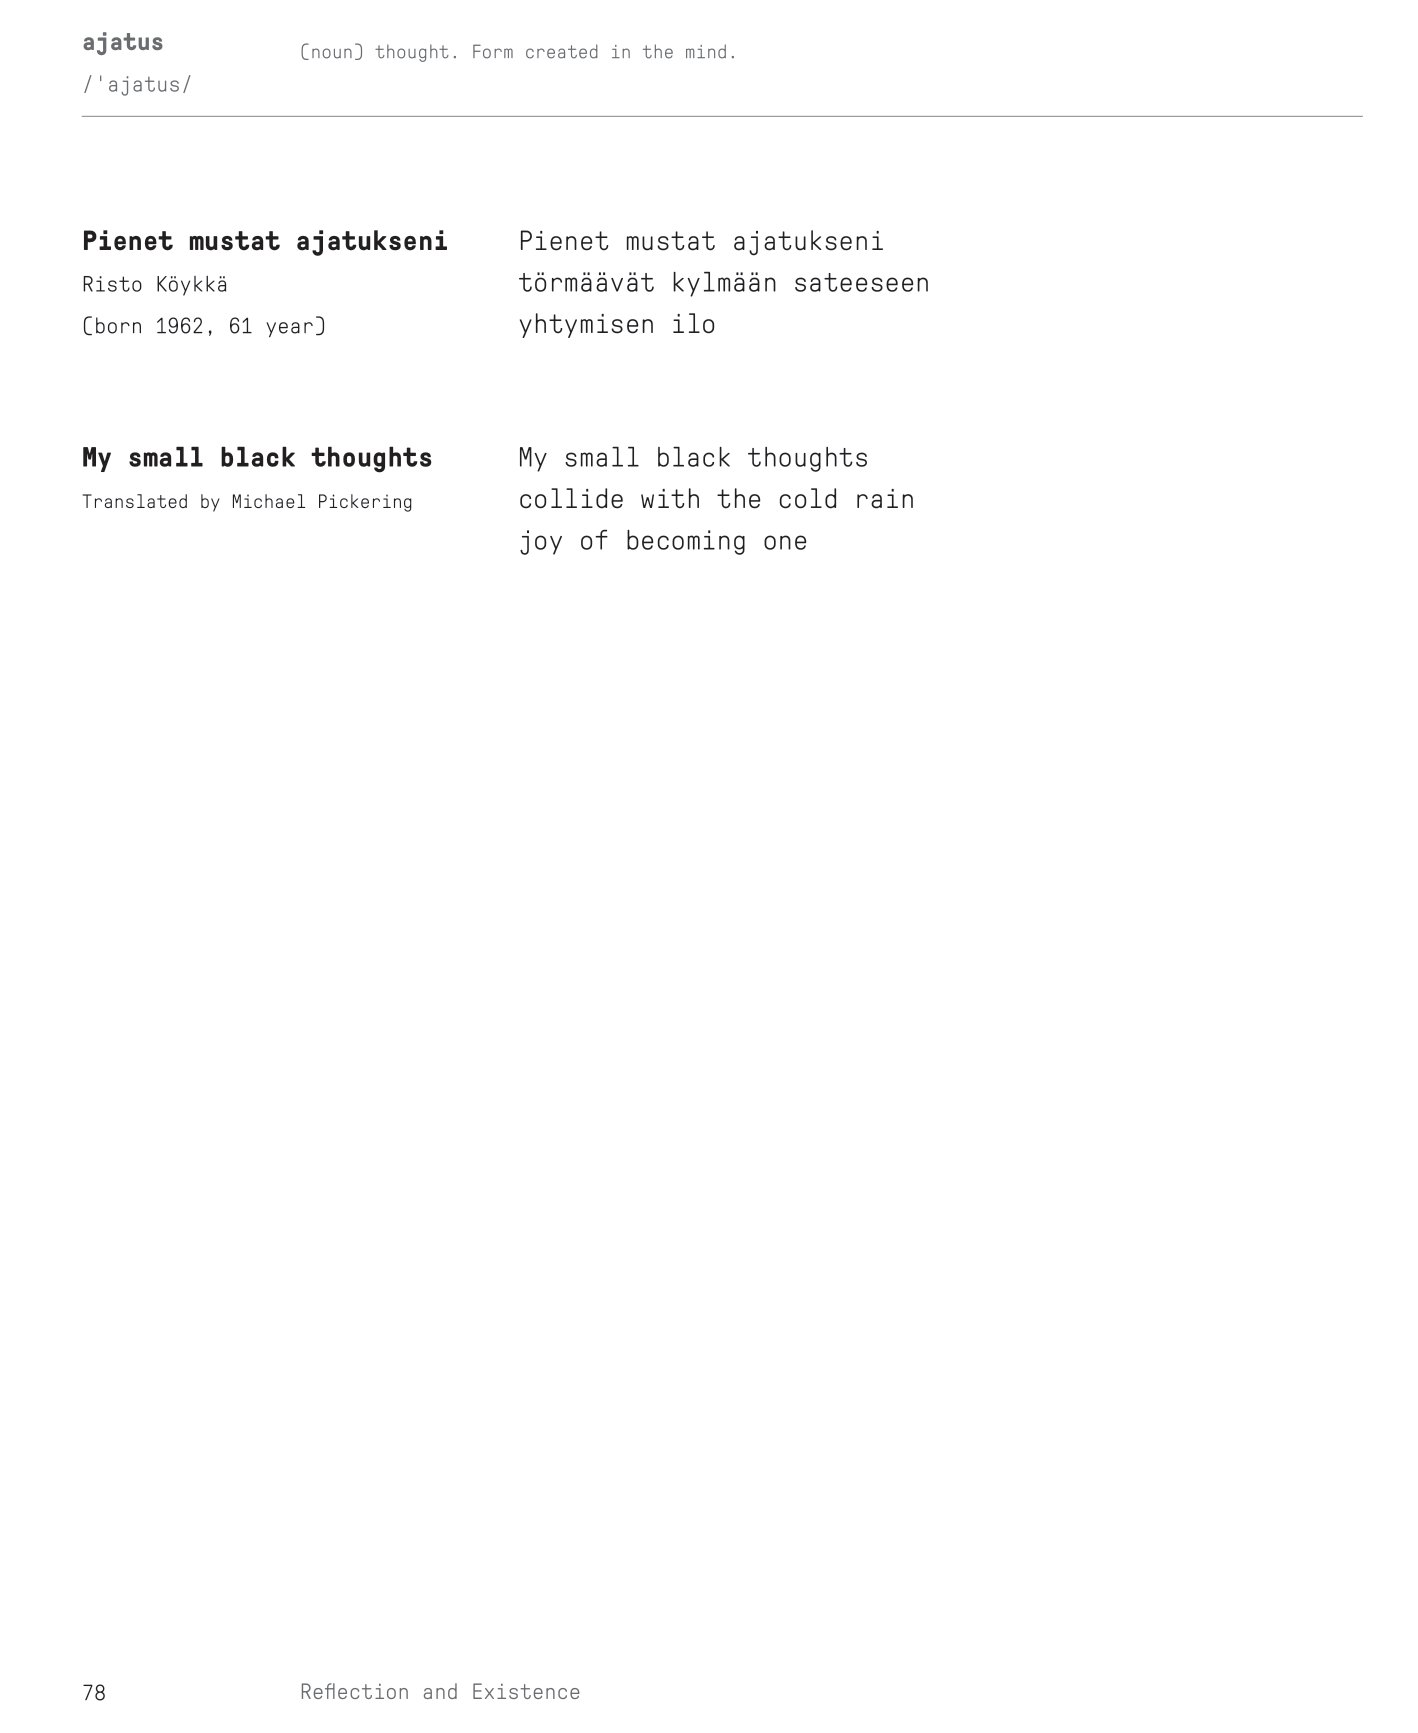 ajatus
/'ajatus/
(noun) thought. Form created in the mind.
Pienet mustat ajatukseni
Risto Köykkä
(born 1962, 61 year)
Pienet mustat ajatukseni
törmäävät kylmään sateeseen
yhtymisen ilo
My small black thoughts
Translated by Michael Pickering
My small black thoughts
collide with the cold rain
joy of becoming one
78
Reflection and Existence